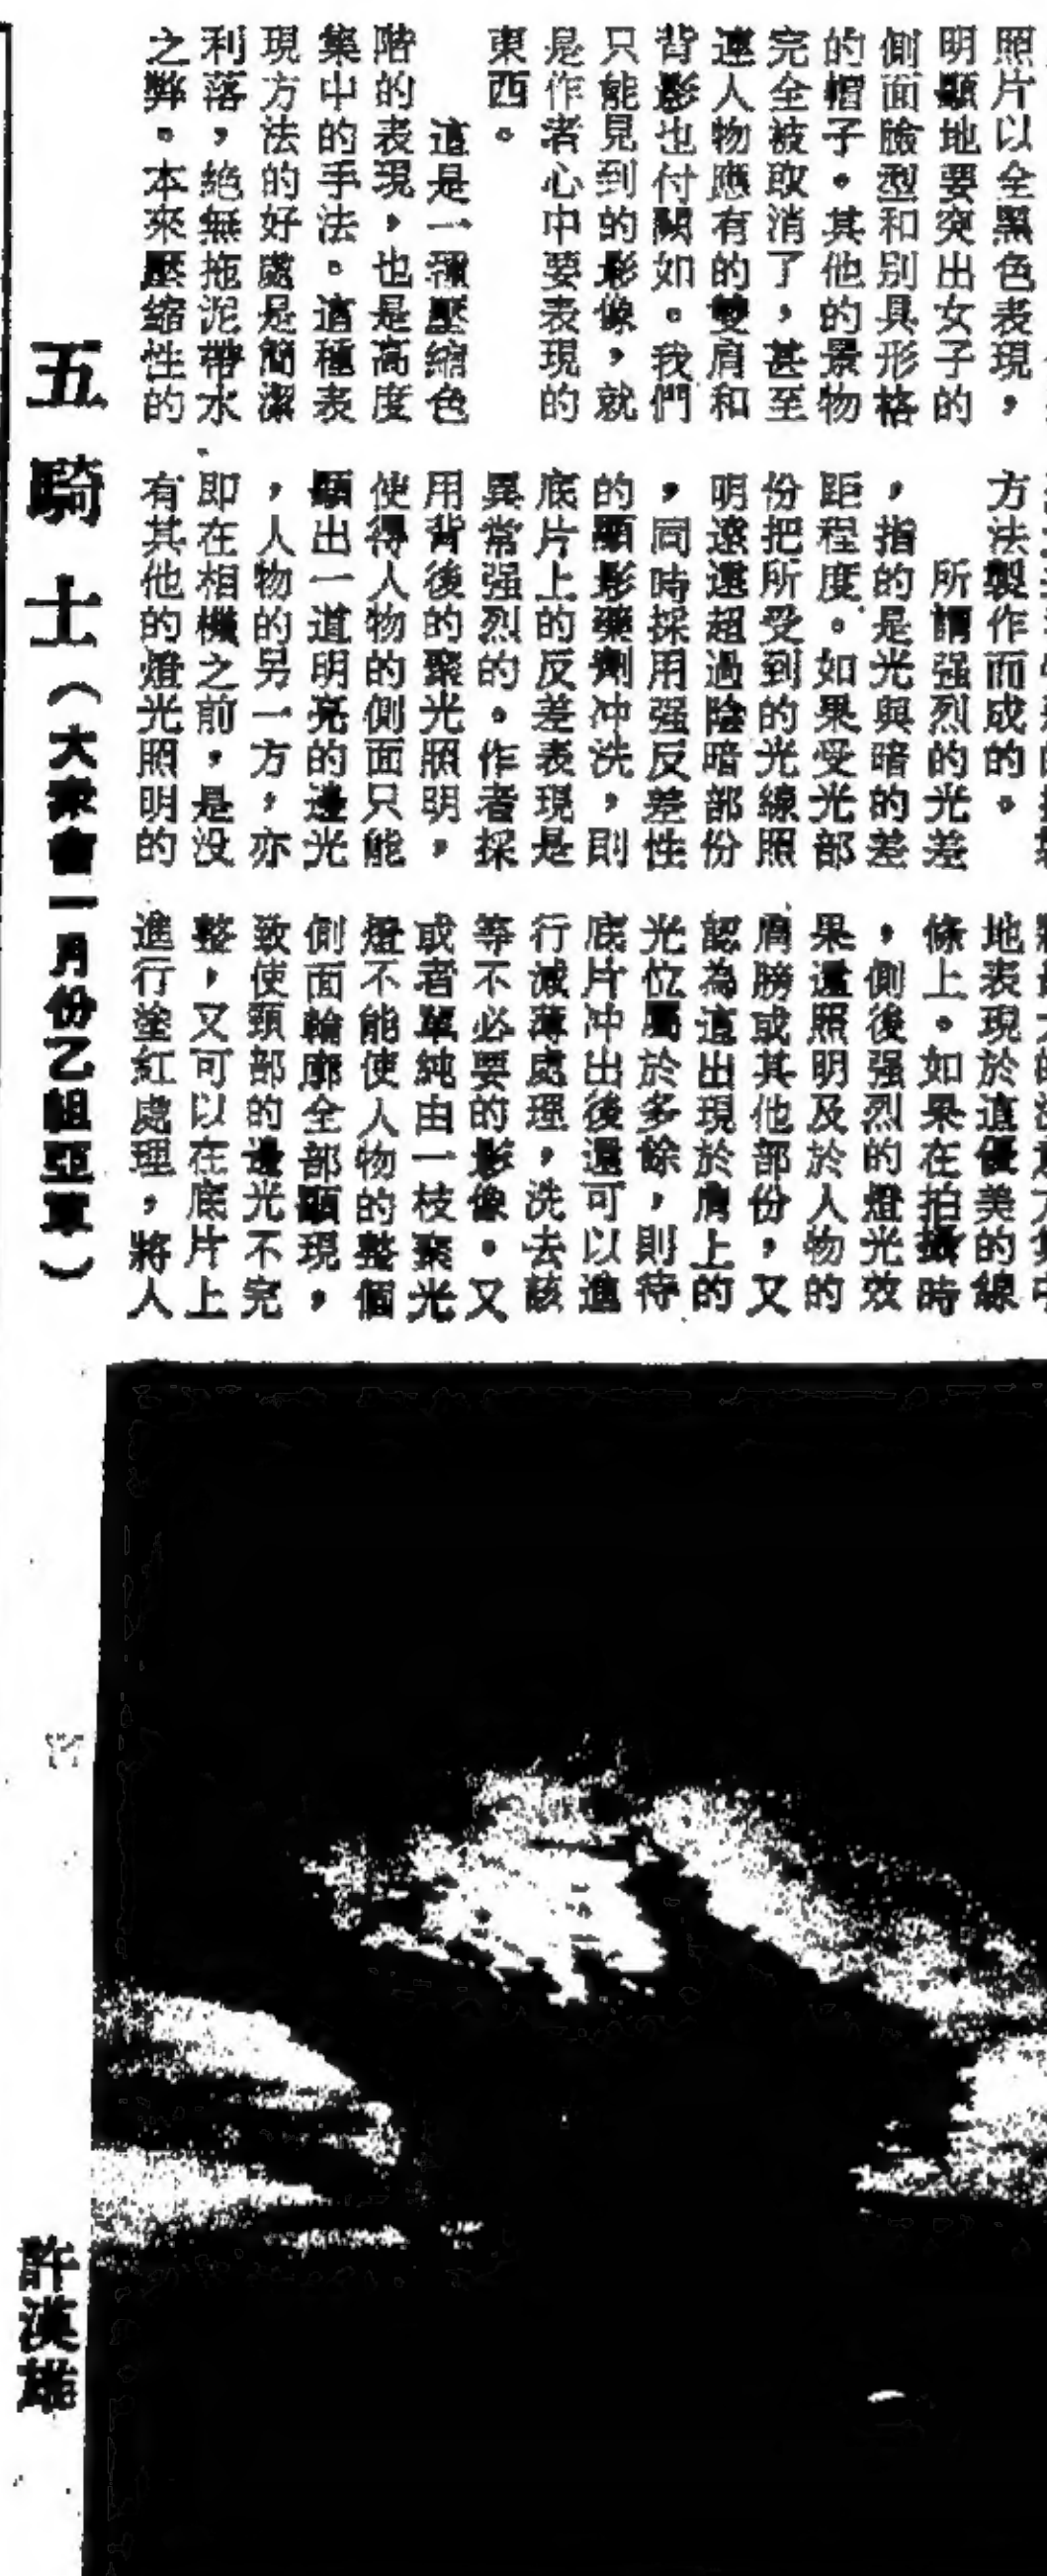 照片以全黑色表現，
明顯地要突出女子的
側面臉型和别具形格
的帽子。其他的景物
完全被取消了，甚至
連人物應有的雙肩和
背影也付闕如。我們
只能見到的影像，就
是作者心中要表現的
東西。
這是一種壓縮色
階的表現，也是高度
集中的手法。這種表
現方法的好處是簡潔
利落，絶無拖泥帶水
之弊。本來壓縮性的
方法製作而成的。
所謂强烈的光差
，指的是光與暗的差
距程度。如果受光部
份把所受到的光線照
明遠遠超過陰暗部份
，同時採用强反差性
的顯影藥劑冲洗，則
底片上的反差表現是
異常强烈的。作者採
用背後的聚光照明，
使得人物的側面只能
顯出一道明亮的邊光
，人物的另一方，亦
即在相機之前，是没
有其他的燈光照明的
地表現於這優美的線
條上。如果在拍攝時
，側後强烈的燈光效
果還照明及於人物的
肩膀或其他部份，又
認為這出現於肩上的
光位屬於多餘，則待
底片冲出後還可以進
行减薄處理，洗去該
等不必要的影像。又
或者單純由一枝聚光
燈不能使人物的整個
側面輪廓全部顯現，
致使頸部的邊光不完
整，又可以在底片上
進行塗紅處理，將人
五騎士（大衆會一月份乙組亞軍）
許漢雄